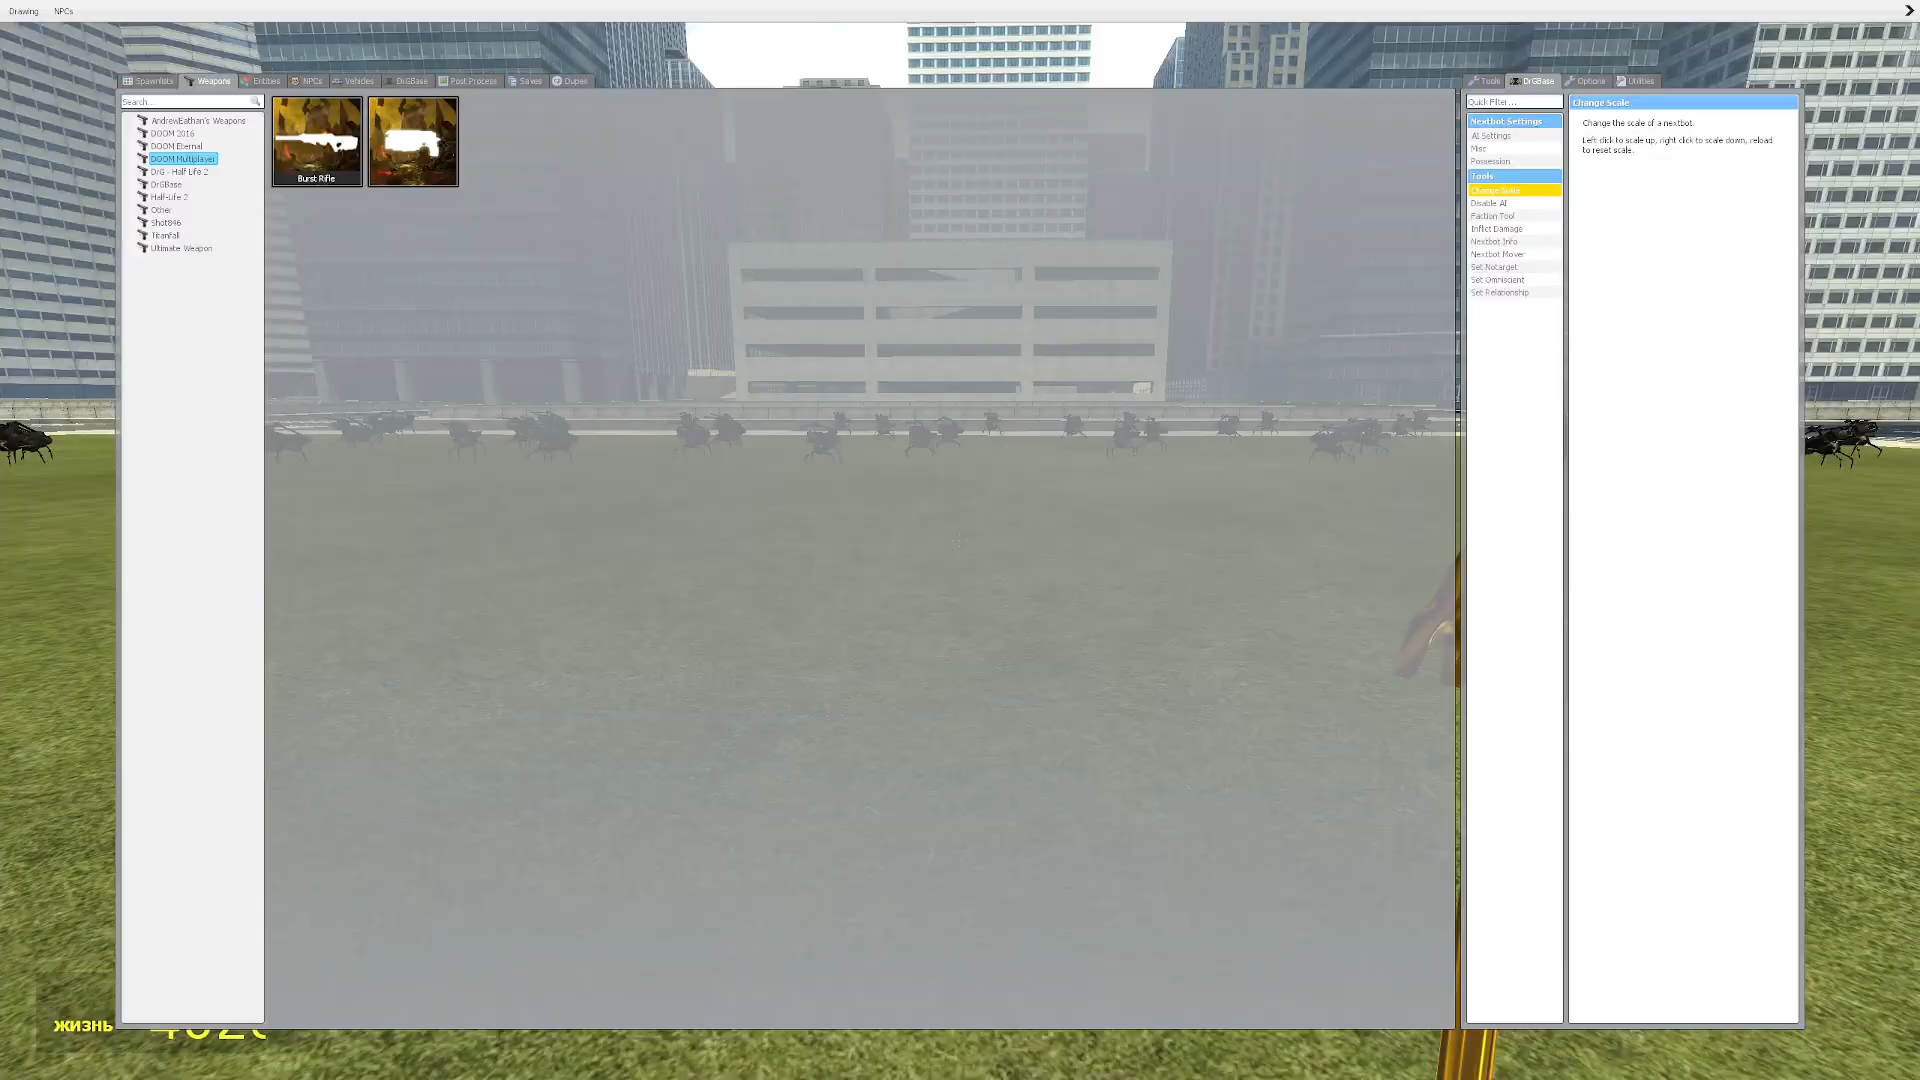 Drawing NPCs
Spawnlists Weapons Entities NPCs Vehicles DrGBase Post Process Saves Dupes
Tools DrGBase Options Utilities
Search...
AndrewEathan's Weapons
DOOM 2016
DOOM Eternal
DOOM Multiplayer
DrG - Half Life 2
DrGBase
Half-Life 2
Other
Shot846
Titanfall
Ultimate Weapon
Burst Rifle
Quick Filter...
Nextbot Settings
AI Settings
Misc
Possession
Tools
Change Scale
Disable AI
Faction Tool
Inflict Damage
Nextbot Info
Nextbot Mover
Set Notarget
Set Omniscient
Set Relationship
Change Scale
Change the scale of a nextbot.
Left click to scale up, right click to scale down, reload
to reset scale.
ЖИЗНЬ